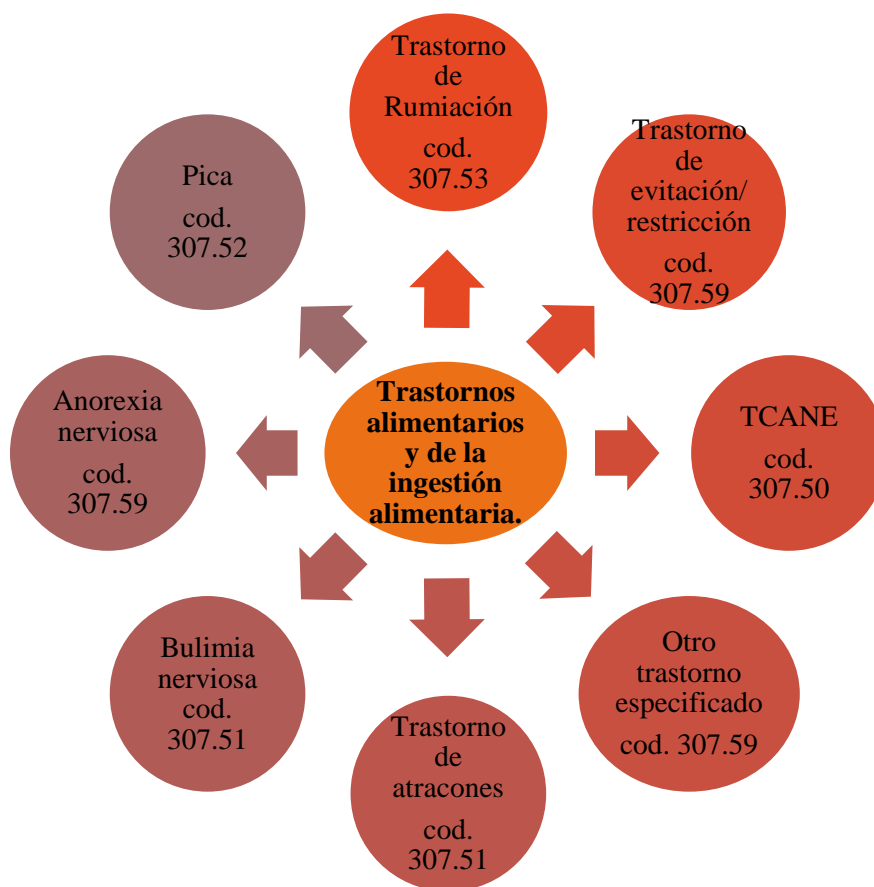 Trastorno
de
Rumiación
cod.
307.53
Trastorno
de
evitación/
restricción
cod.
307.59
TCANE
cod.
307.50
Otro
trastorno
especificado
cod. 307.59
Trastorno
de
atracones
cod.
307.51
Bulimia
nerviosa
cod.
307.51
Anorexia
nerviosa
cod.
307.59
Pica
cod.
307.52
Trastornos
alimentarios
y de la
ingestión
alimentaria.